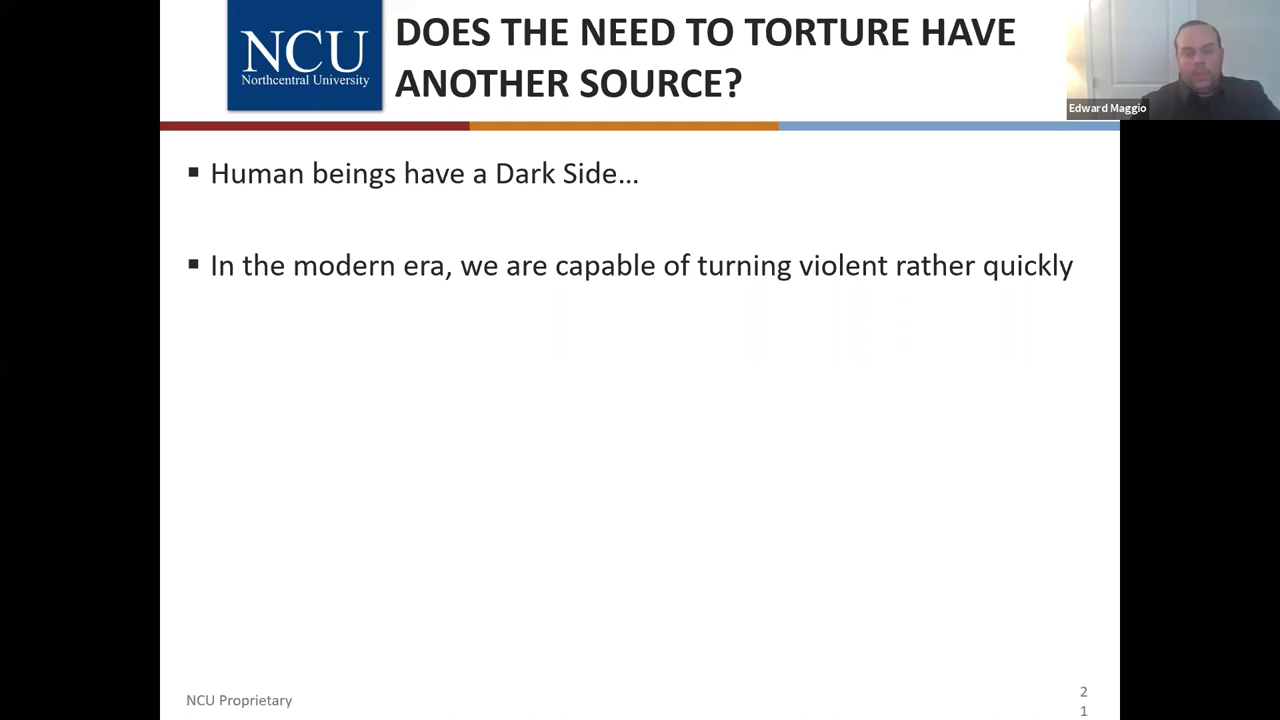 NCU
Northcentral University
DOES THE NEED TO TORTURE HAVE
ANOTHER SOURCE?
Edward Maggio
▪ Human beings have a Dark Side…
▪ In the modern era, we are capable of turning violent rather quickly
NCU Proprietary
2
1